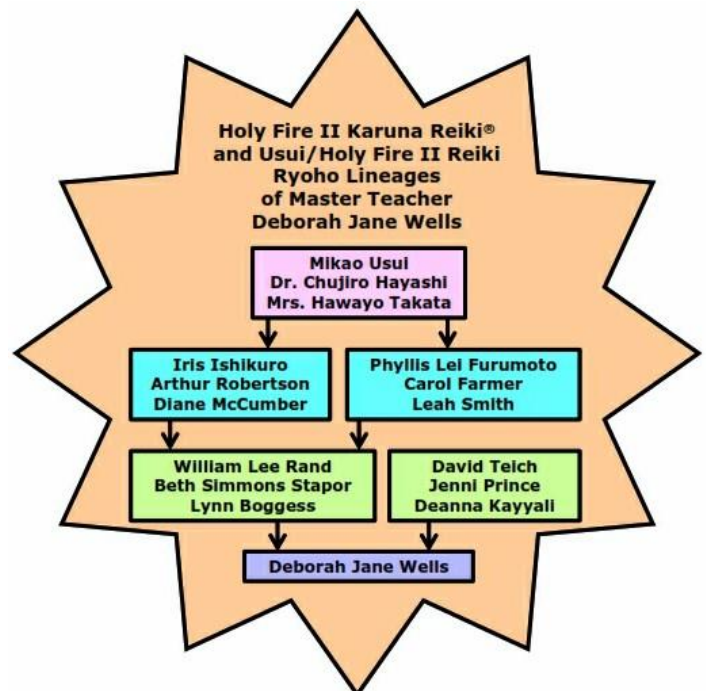 Holy Fire II Karuna Reiki®
and Usui/Holy Fire II Reiki
Ryoho Lineages
of Master Teacher
Deborah Jane Wells
Mikao Usui
Dr. Chujiro Hayashi
Mrs. Hawayo Takata
Iris Ishikuro
Arthur Robertson
Diane McCumber
Phyllis Lei Furumoto
Carol Farmer
Leah Smith
William Lee Rand
Beth Simmons Stapor
Lynn Boggess
David Teich
Jenni Prince
Deanna Kayyali
Deborah Jane Wells